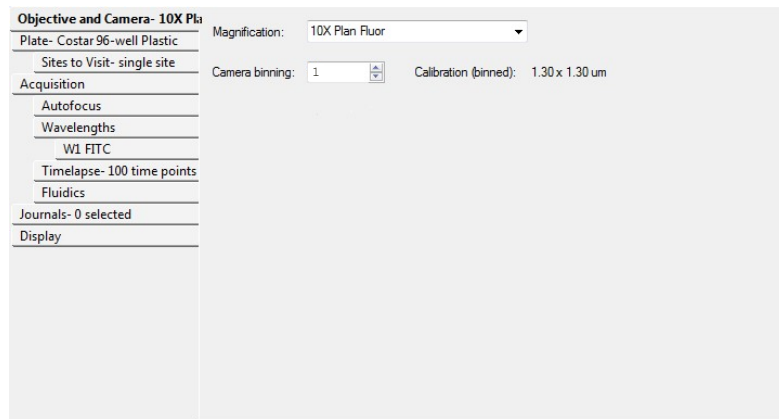 Objective and Camera- 10X Pla
Plate- Costar 96-well Plastic
Sites to Visit- single site
Acquisition
Autofocus
Wavelengths
W1 FITC
Timelapse- 100 time points
Fluidics
Journals- 0 selected
Display
Magnification: 10X Plan Fluor
Camera binning: 1 Calibration (binned): 1.30 x 1.30 um